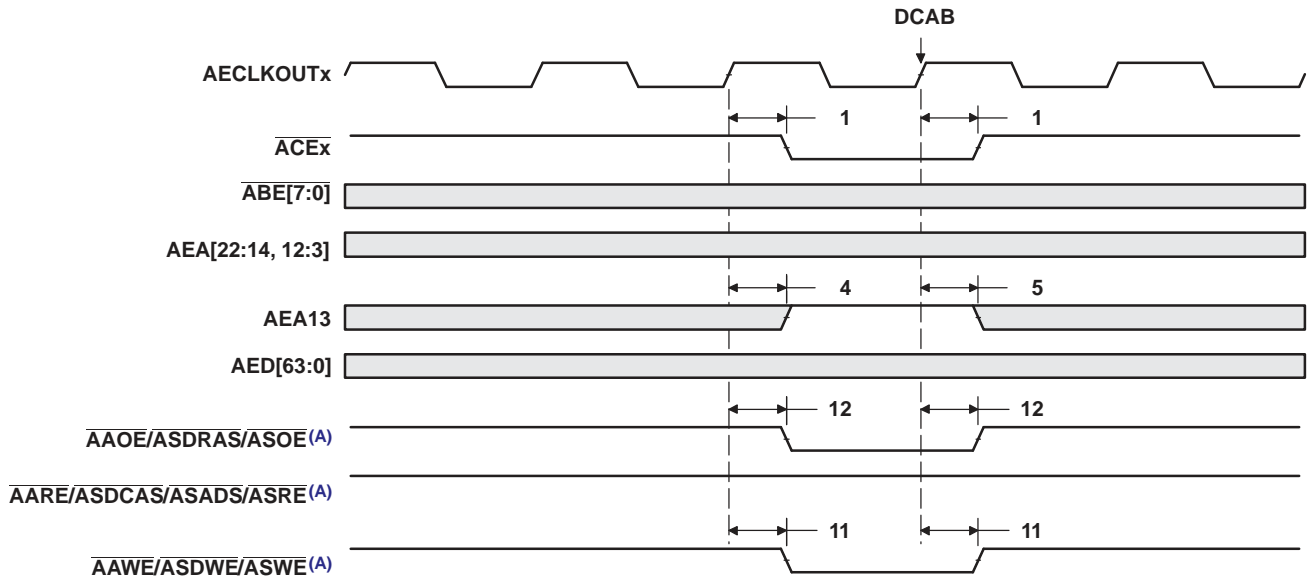 DCAB
AECLKOUTx
1 1
ACEx
ABE[7:0]
AEA[22:14, 12:3]
4 5
AEA13
AED[63:0]
12 12
AAOE/ASDRAS/ASOE(A)
AARE/ASDCAS/ASADS/ASRE(A)
11 11
AAWE/ASDWE/ASWE(A)